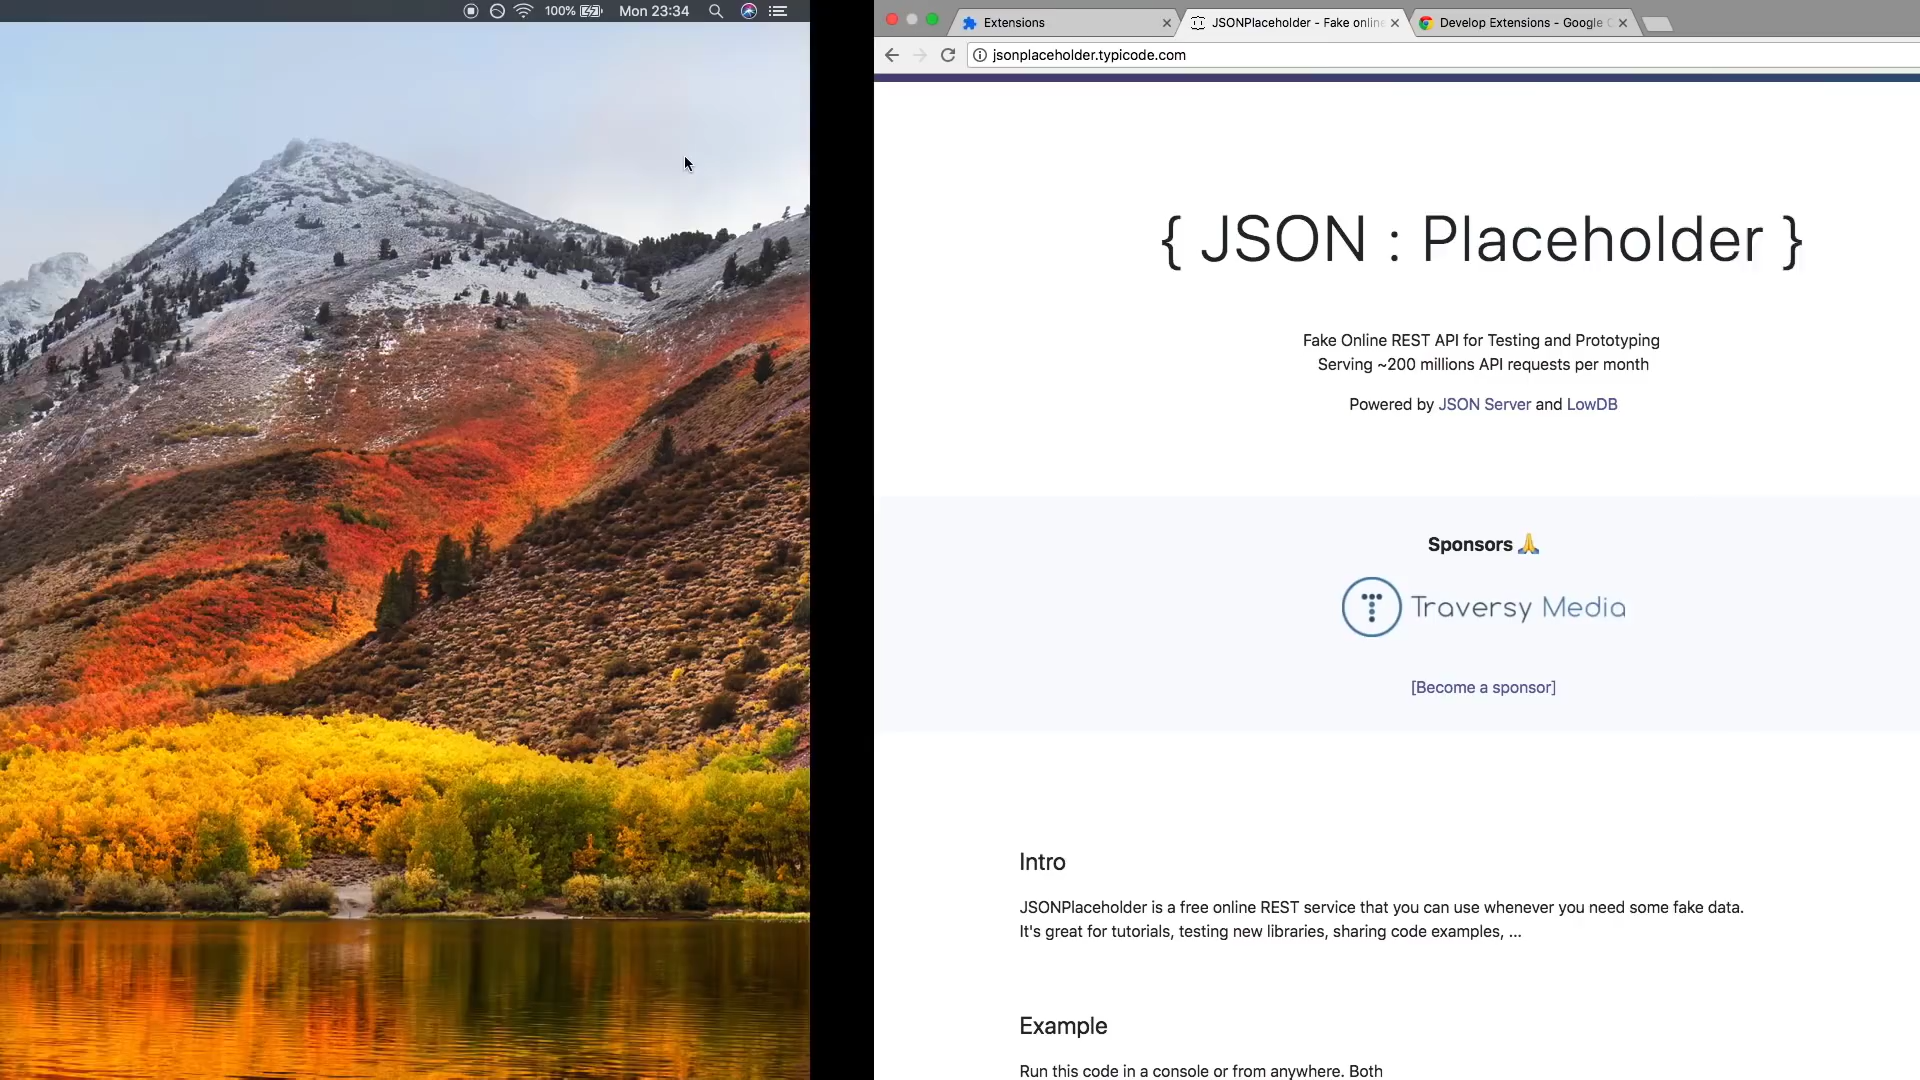 100%
Mon 23:34
Extensions
JSONPlaceholder - Fake online
Develop Extensions - Google
jsonplaceholder.typicode.com
{ JSON : Placeholder }
Fake Online REST API for Testing and Prototyping
Serving ~200 millions API requests per month
Powered by JSON Server and LowDB
Sponsors 🙏
Traversy Media
[Become a sponsor]
Intro
JSONPlaceholder is a free online REST service that you can use whenever you need some fake data.
It's great for tutorials, testing new libraries, sharing code examples, ...
Example
Run this code in a console or from anywhere. Both